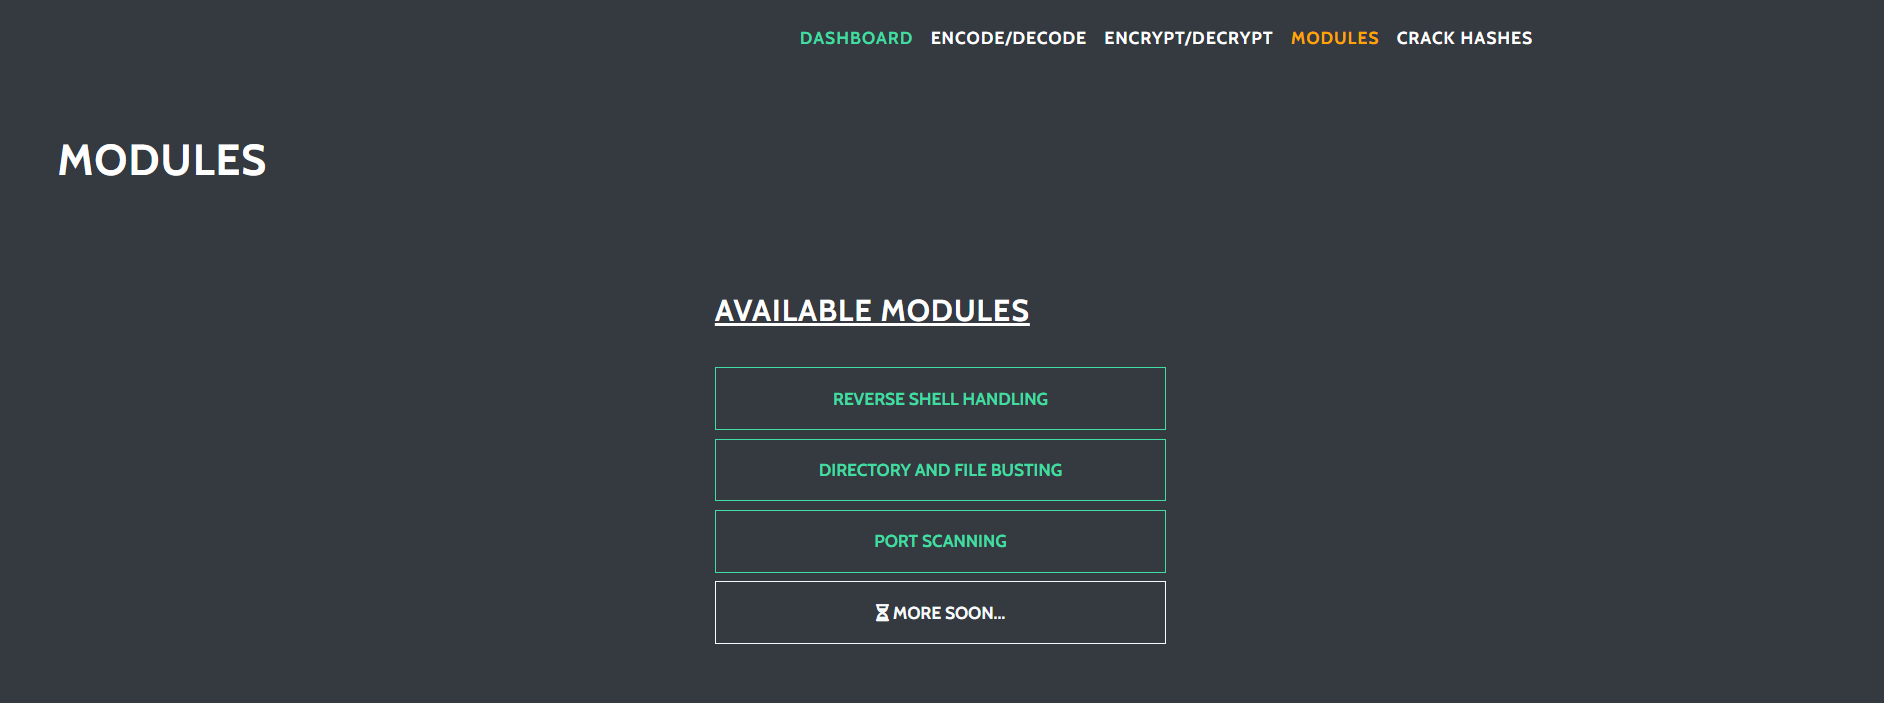 DASHBOARD ENCODE/DECODE ENCRYPT/DECRYPT MODULES CRACK HASHES
MODULES
AVAILABLE MODULES
REVERSE SHELL HANDLING
DIRECTORY AND FILE BUSTING
PORT SCANNING
MORE SOON...